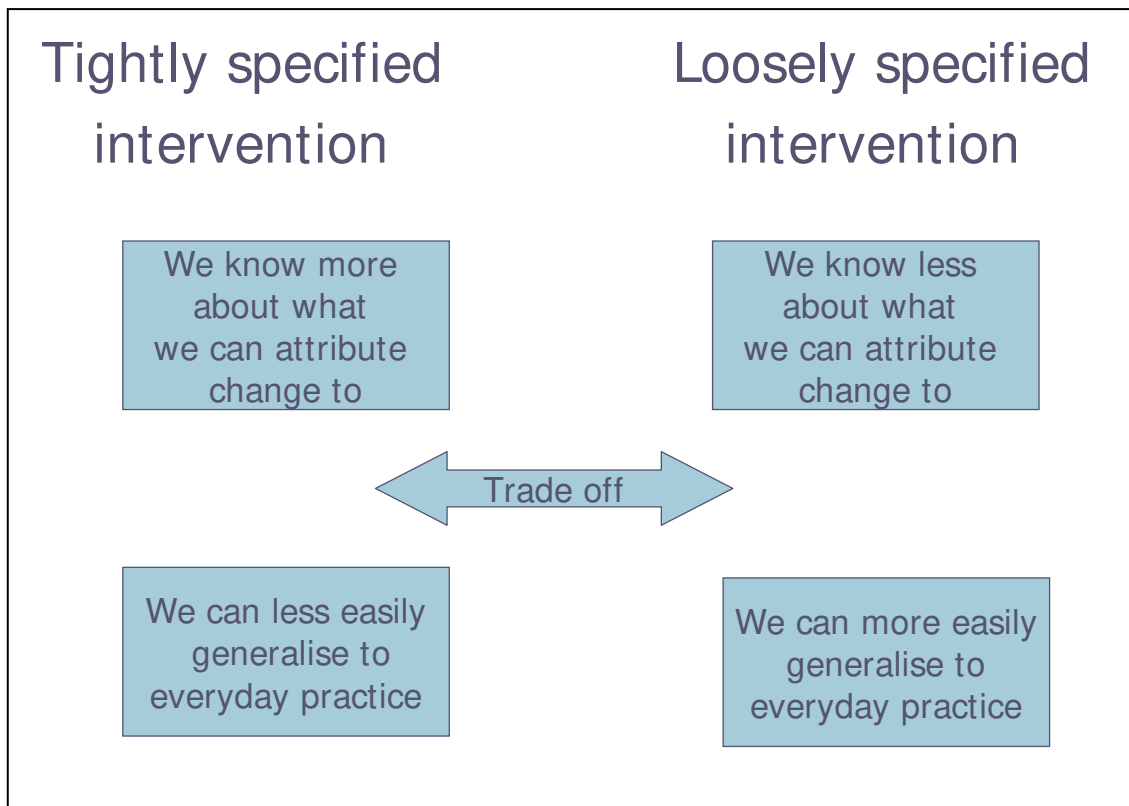 Tightly specified
intervention
Loosely specified
intervention
We know more
about what
we can attribute
change to
We know less
about what
we can attribute
change to
Trade off
We can less easily
generalise to
everyday practice
We can more easily
generalise to
everyday practice